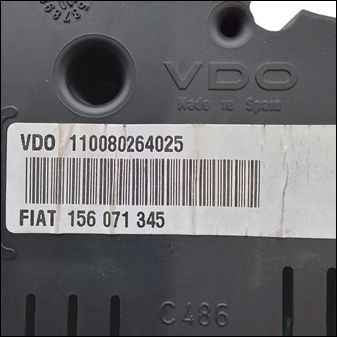 VDO
Made in Spain
VDO 110080264025
FIAT 156 071 345
C486